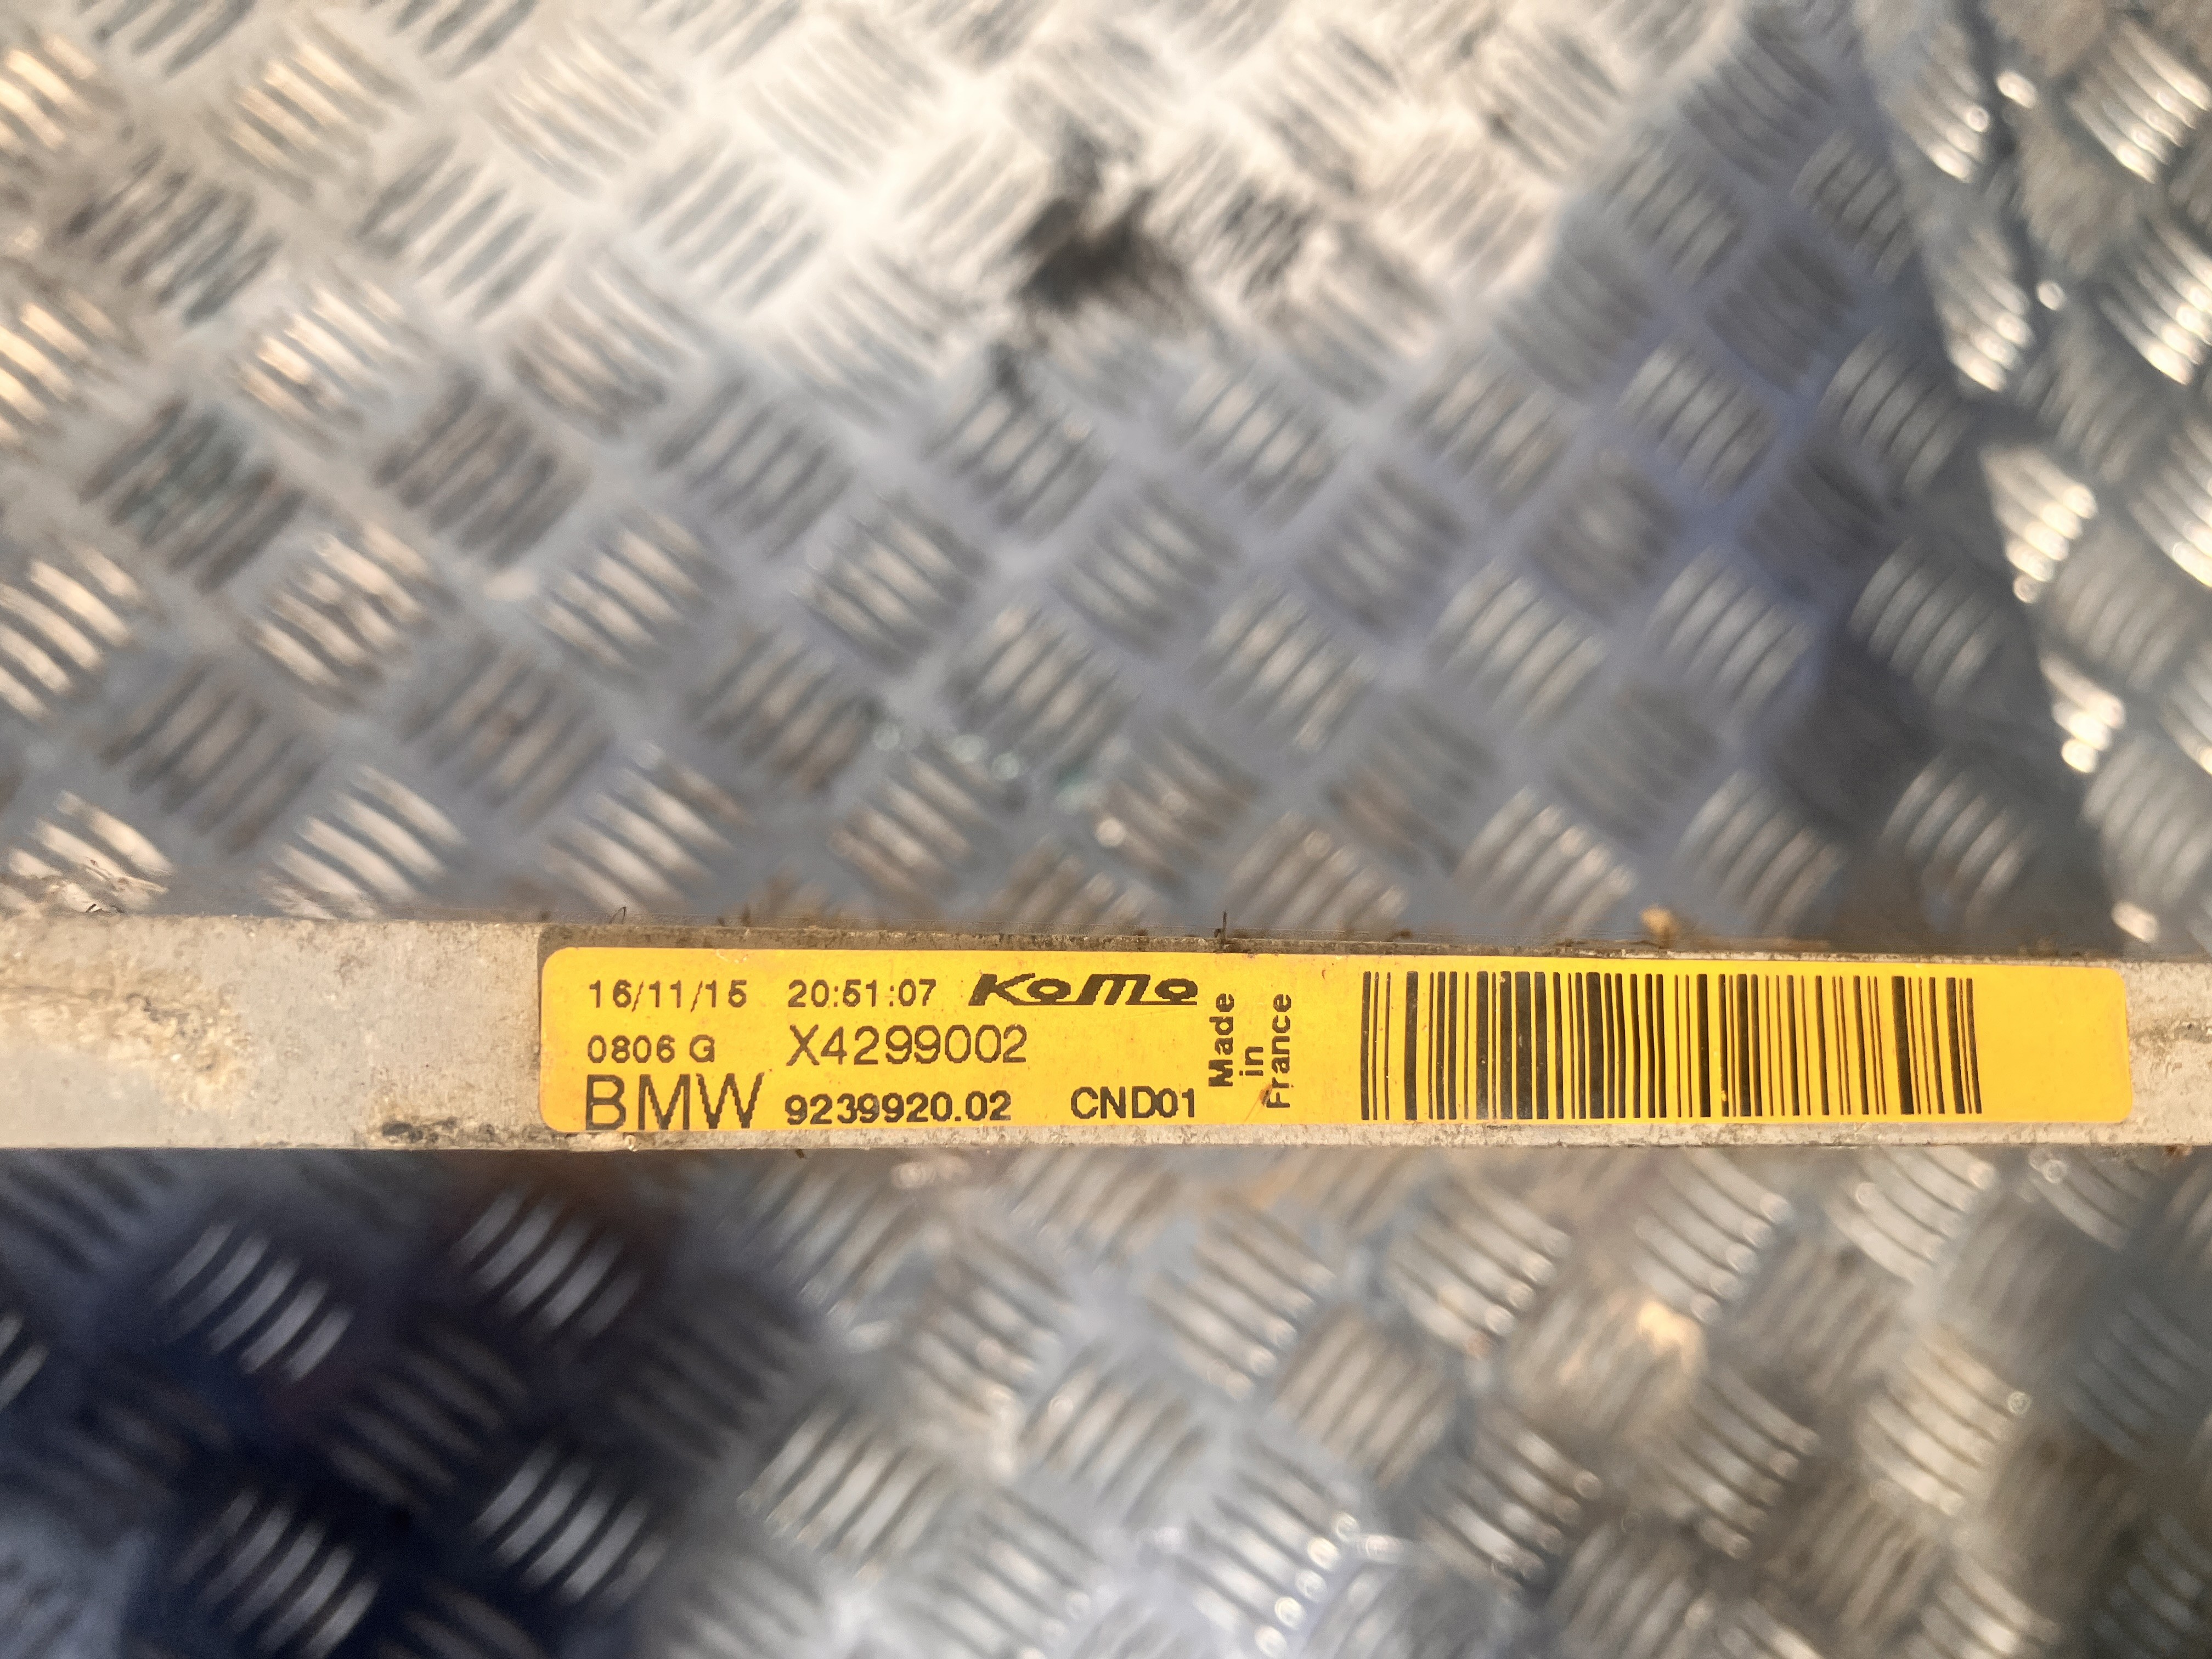 16/11/15 20:51:07 KoMo
0806 G X4299002
BMW 9239920.02 CND01
Made
in
France